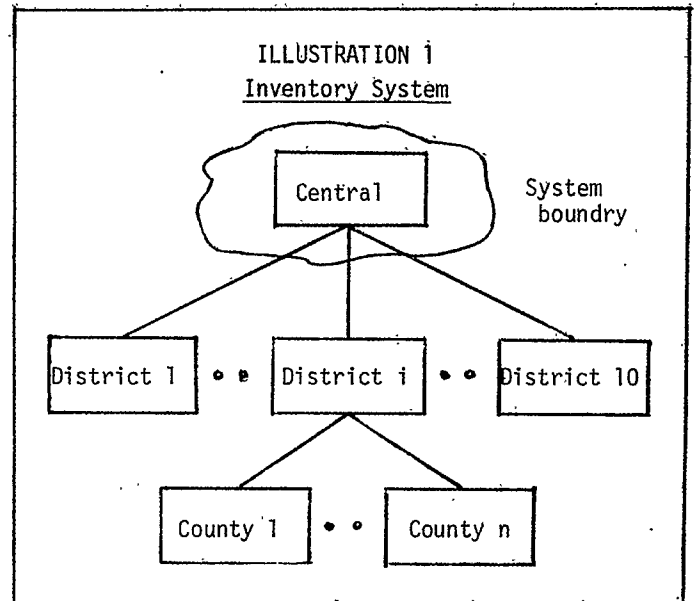 ILLUSTRATION 1
Inventory System
Central
System
boundry
District 1
District i
District 10
County 1
County n